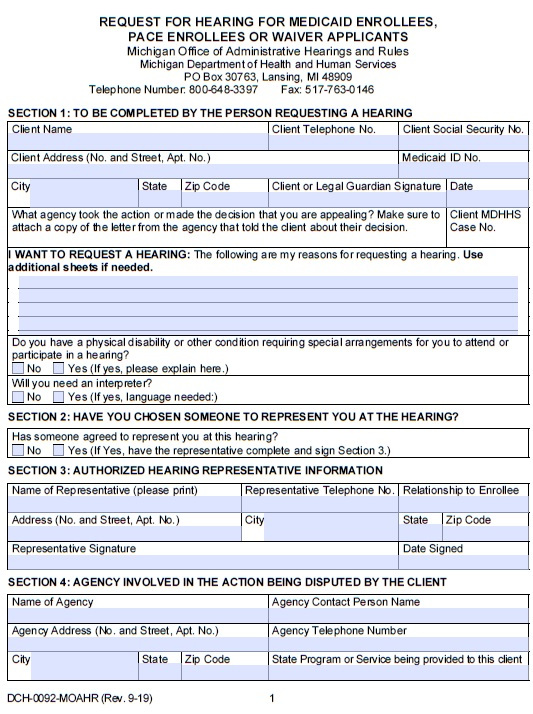 REQUEST FOR HEARING FOR MEDICAID ENROLLEES,
PACE ENROLLEES OR WAIVER APPLICANTS
Michigan Office of Administrative Hearings and Rules
Michigan Department of Health and Human Services
PO Box 30763, Lansing, MI 48909
Telephone Number: 800-648-3397 Fax: 517-763-0146
SECTION 1: TO BE COMPLETED BY THE PERSON REQUESTING A HEARING
Client Name Client Telephone No. Client Social Security No.
Client Address (No. and Street, Apt. No.) Medicaid ID No.
City State Zip Code Client or Legal Guardian Signature Date
What agency took the action or made the decision that you are appealing? Make sure to
attach a copy of the letter from the agency that told the client about their decision.
Client MDHHS
Case No.
I WANT TO REQUEST A HEARING: The following are my reasons for requesting a hearing. Use
additional sheets if needed.
Do you have a physical disability or other condition requiring special arrangements for you to attend or
participate in a hearing?
No Yes (If yes, please explain here.)
Will you need an interpreter?
No Yes (If yes, language needed:)
SECTION 2: HAVE YOU CHOSEN SOMEONE TO REPRESENT YOU AT THE HEARING?
Has someone agreed to represent you at this hearing?
No Yes (If Yes, have the representative complete and sign Section 3.)
SECTION 3: AUTHORIZED HEARING REPRESENTATIVE INFORMATION
Name of Representative (please print) Representative Telephone No. Relationship to Enrollee
Address (No. and Street, Apt. No.) City State Zip Code
Representative Signature Date Signed
SECTION 4: AGENCY INVOLVED IN THE ACTION BEING DISPUTED BY THE CLIENT
Name of Agency Agency Contact Person Name
Agency Address (No. and Street, Apt. No.) Agency Telephone Number
City State Zip Code State Program or Service being provided to this client
DCH-0092-MOAHR (Rev. 9-19) 1